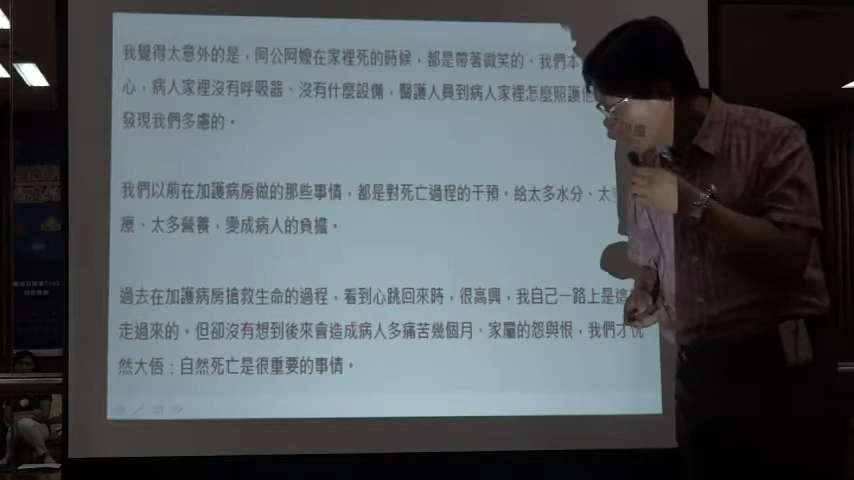 我覺得太意外的是，阿公阿嬤在家裡死的時候，都是帶著微笑的。我們本
心，病人家裡沒有呼吸器、沒有什麼設備，醫護人員到病人家裡怎麼照護
發現我們多慮的。
我們以前在加護病房做的那些事情，都是對死亡過程的干預。給太多水分、太
療、太多營養，變成病人的負擔。
過去在加護病房搶救生命的過程，看到心跳回來時，很高興，我自己一路上是這
走過來的。但卻沒有想到後來會造成病人多痛苦幾個月、家屬的怨與恨，我們才恍
然大悟：自然死亡是很重要的事情。